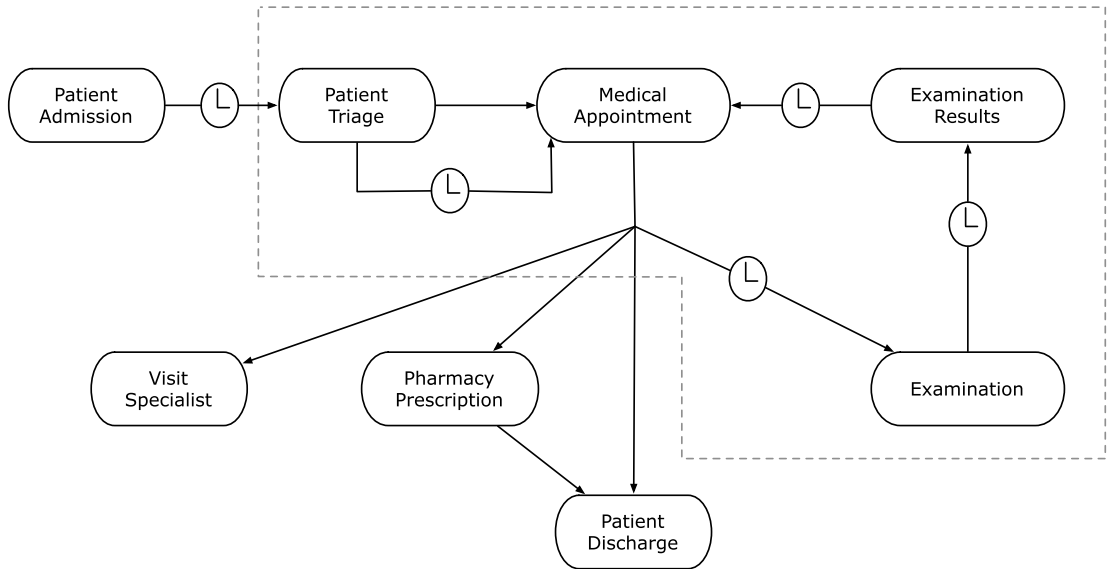 Patient
Admission
Patient
Triage
Medical
Appointment
Examination
Results
Visit
Specialist
Pharmacy
Prescription
Examination
Patient
Discharge